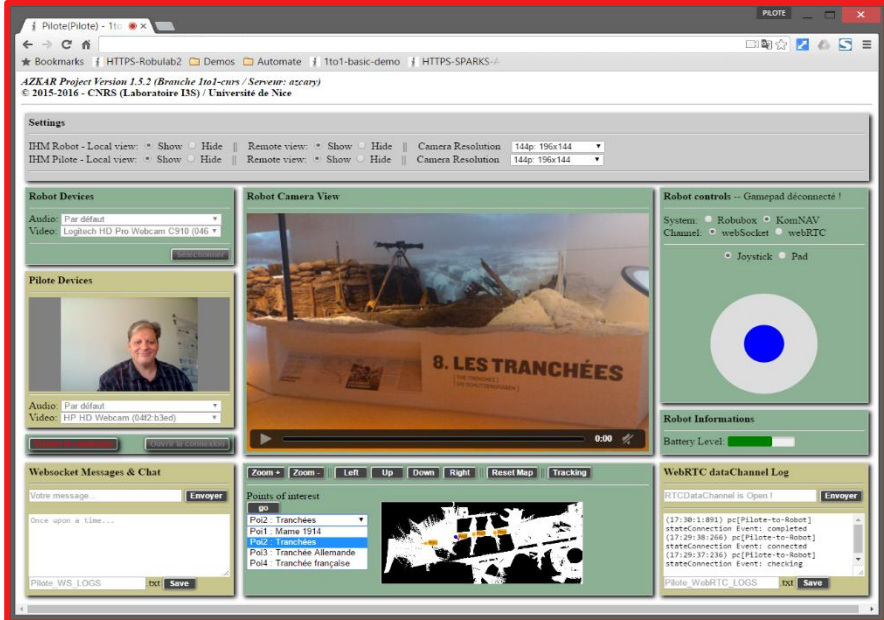 Pilote(Pilote) - 1to
PILOTE
Bookmarks HTTPS-Robulab2 Demos Automate 1to1-basic-demo HTTPS-SPARKS-A
AZKAR Project Version 1.5.2 (Branche 1to1-cnrs / Serveur: azcary)
© 2015-2016 - CNRS (Laboratoire I3S) / Université de Nice
Settings
IHM Robot - Local view: Show Hide || Remote view: Show Hide || Camera Resolution 144p: 196x144
IHM Pilote - Local view: Show Hide || Remote view: Show Hide || Camera Resolution 144p: 196x144
Robot Devices
Audio: Par défaut
Video: Logitech HD Pro Webcam C910 (046
Sélectionner
Pilote Devices
Audio: Par défaut
Video: HP HD Webcam (04f2:b3ed)
Ouvrir la connexion
Robot Camera View
8. LES TRANCHÉES
0:00
Robot controls -- Gamepad déconnecté !
System: Robubox KomNAV
Channel: webSocket webRTC
Joystick Pad
Robot Informations
Battery Level:
Websocket Messages & Chat
Votre message... Envoyer
Once upon a time...
Pilote_WS_LOGS .txt Save
Zoom + Zoom - || Left Up Down Right || Reset Map || Tracking
Points of interest
go
Poi2 : Tranchées
Poi1 : Marne 1914
Poi2 : Tranchées
Poi3 : Tranchée Allemande
Poi4 : Tranchée française
WebRTC dataChannel Log
RTCDataChannel is Open ! Envoyer
(17:30:1:891) pc[Pilote-to-Robot]
stateConnection Event: completed
(17:29:38:266) pc[Pilote-to-Robot]
stateConnection Event: connected
(17:29:37:236) pc[Pilote-to-Robot]
stateConnection Event: checking
Pilote_WebRTC_LOGS .txt Save